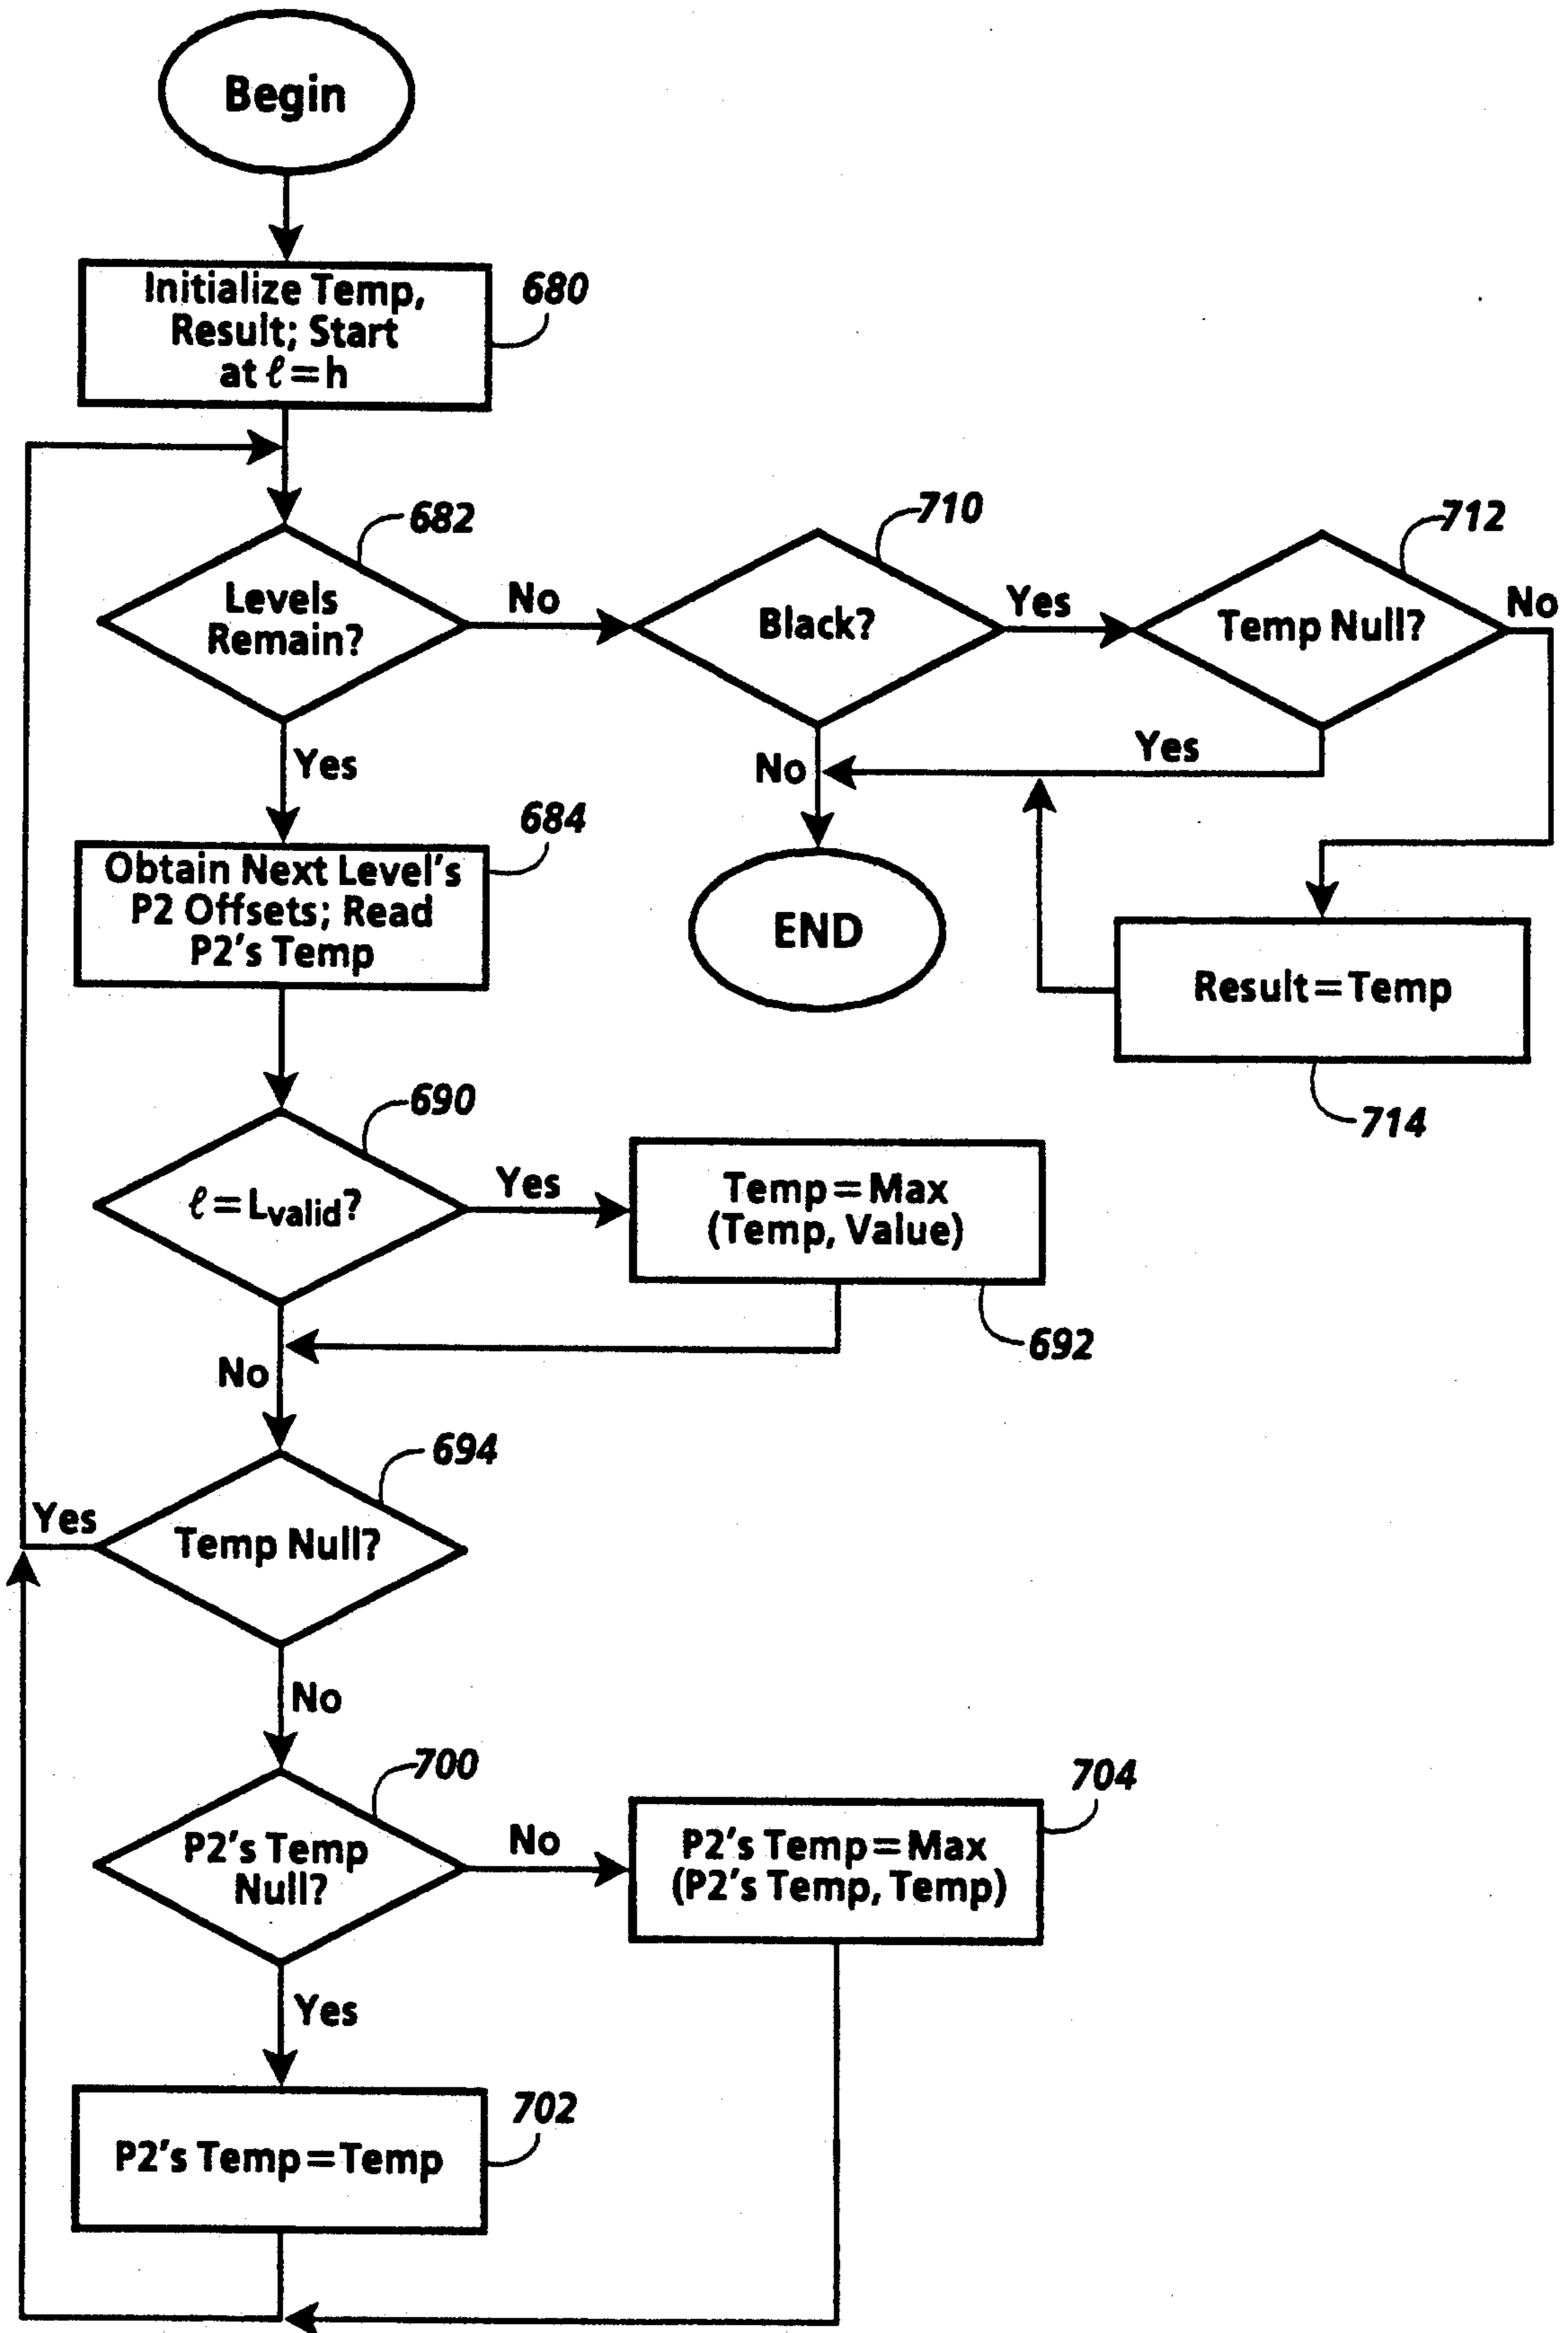 Begin
Initialize Temp,
Result; Start
at ℓ=h
680
Levels
Remain?
682
No
Black?
710
Yes
Temp Null?
712
No
Yes
No
Yes
Obtain Next Level's
P2 Offsets; Read
P2's Temp
684
END
Result=Temp
714
ℓ=Lvalid?
690
Yes
Temp=Max
(Temp, Value)
692
No
Temp Null?
694
Yes
No
P2's Temp
Null?
700
No
P2's Temp=Max
(P2's Temp, Temp)
704
Yes
P2's Temp=Temp
702